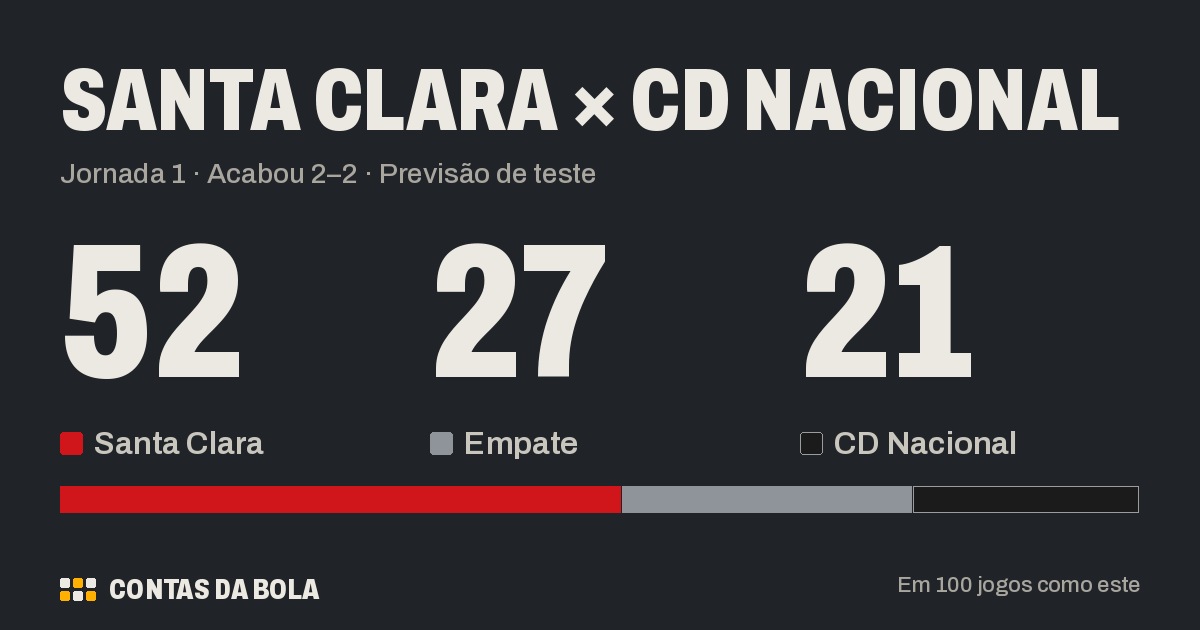 SANTA CLARA × CD NACIONAL
Jornada 1 · Acabou 2–2 · Previsão de teste
52 27 21
Santa Clara Empate CD Nacional
CONTAS DA BOLA
Em 100 jogos como este